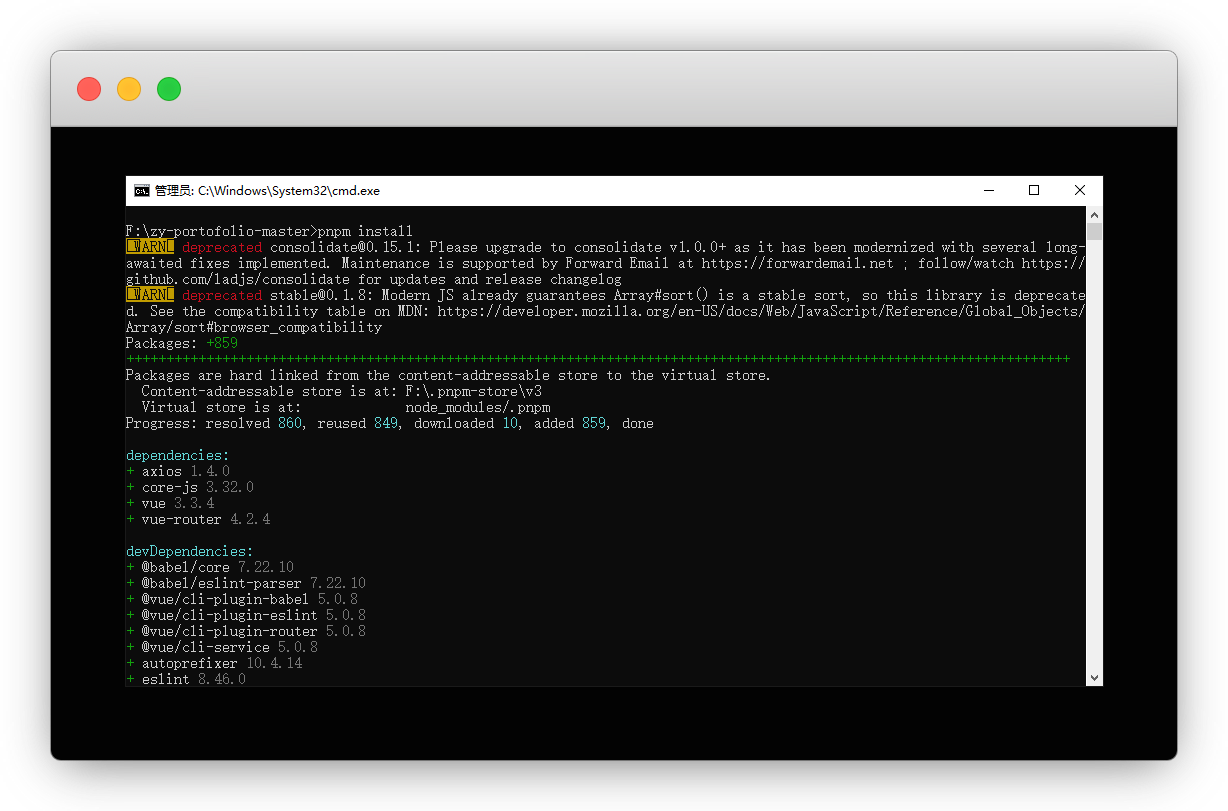 管理员: C:\Windows\System32\cmd.exe
F:\zy-portofolio-master>pnpm install
 WARN  deprecated consolidate@0.15.1: Please upgrade to consolidate v1.0.0+ as it has been modernized with several long-
awaited fixes implemented. Maintenance is supported by Forward Email at https://forwardemail.net ; follow/watch https://
github.com/ladjs/consolidate for updates and release changelog
 WARN  deprecated stable@0.1.8: Modern JS already guarantees Array#sort() is a stable sort, so this library is deprecate
d. See the compatibility table on MDN: https://developer.mozilla.org/en-US/docs/Web/JavaScript/Reference/Global_Objects/
Array/sort#browser_compatibility
Packages: +859
++++++++++++++++++++++++++++++++++++++++++++++++++++++++++++++++++++++++++++++++++++++++++++++++++++++++++++++++++++++
Packages are hard linked from the content-addressable store to the virtual store.
  Content-addressable store is at: F:\.pnpm-store\v3
  Virtual store is at:             node_modules/.pnpm
Progress: resolved 860, reused 849, downloaded 10, added 859, done
dependencies:
+ axios 1.4.0
+ core-js 3.32.0
+ vue 3.3.4
+ vue-router 4.2.4
devDependencies:
+ @babel/core 7.22.10
+ @babel/eslint-parser 7.22.10
+ @vue/cli-plugin-babel 5.0.8
+ @vue/cli-plugin-eslint 5.0.8
+ @vue/cli-plugin-router 5.0.8
+ @vue/cli-service 5.0.8
+ autoprefixer 10.4.14
+ eslint 8.46.0